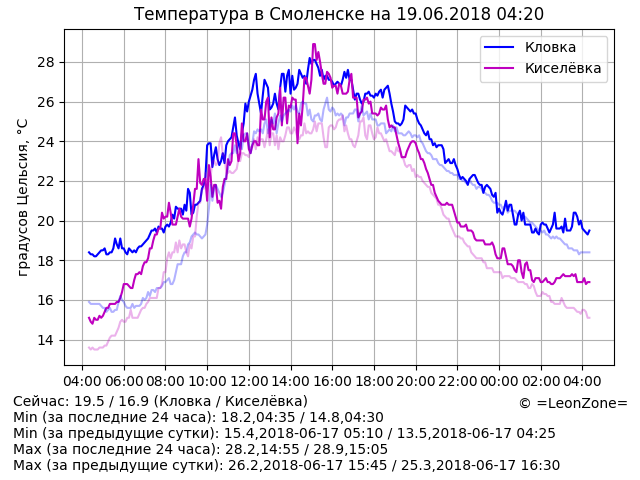 Температура в Смоленске на 19.06.2018 04:20
градусов Цельсия, °C
28
26
24
22
20
18
16
14
Кловка
Киселёвка
04:00 06:00 08:00 10:00 12:00 14:00 16:00 18:00 20:00 22:00 00:00 02:00 04:00
Сейчас: 19.5 / 16.9 (Кловка / Киселёвка)
© =LeonZone=
Min (за последние 24 часа): 18.2,04:35 / 14.8,04:30
Min (за предыдущие сутки): 15.4,2018-06-17 05:10 / 13.5,2018-06-17 04:25
Max (за последние 24 часа): 28.2,14:55 / 28.9,15:05
Max (за предыдущие сутки): 26.2,2018-06-17 15:45 / 25.3,2018-06-17 16:30